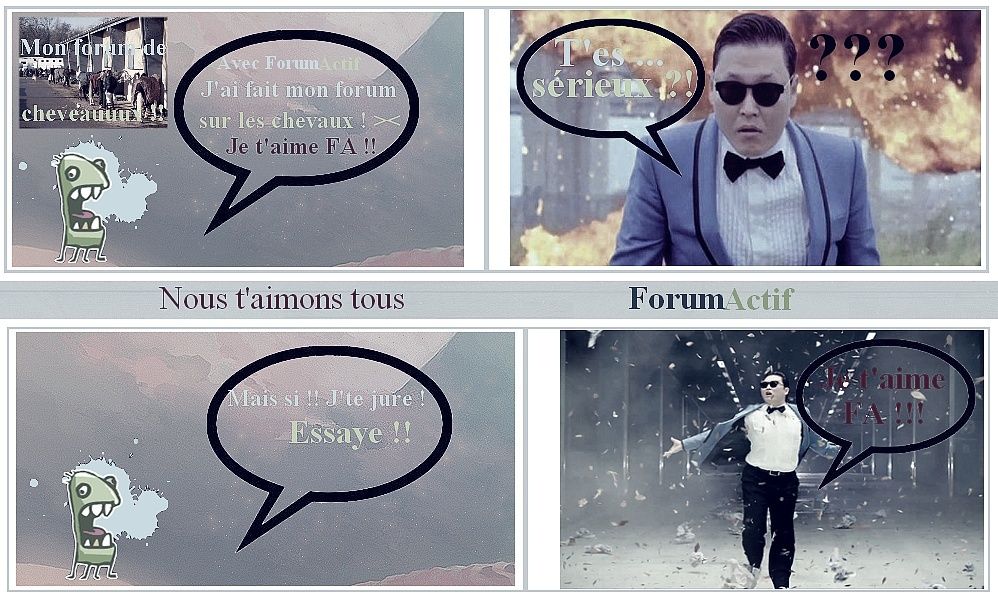 Mon forum de
cheveauuux !!
Avec ForumActif
J'ai fait mon forum
sur les chevaux !
Je t'aime FA !!
T'es ...
sérieux ?!
???
Nous t'aimons tous ForumActif
Mais si !! J'te jure !
Essaye !!
Je t'aime
FA !!!